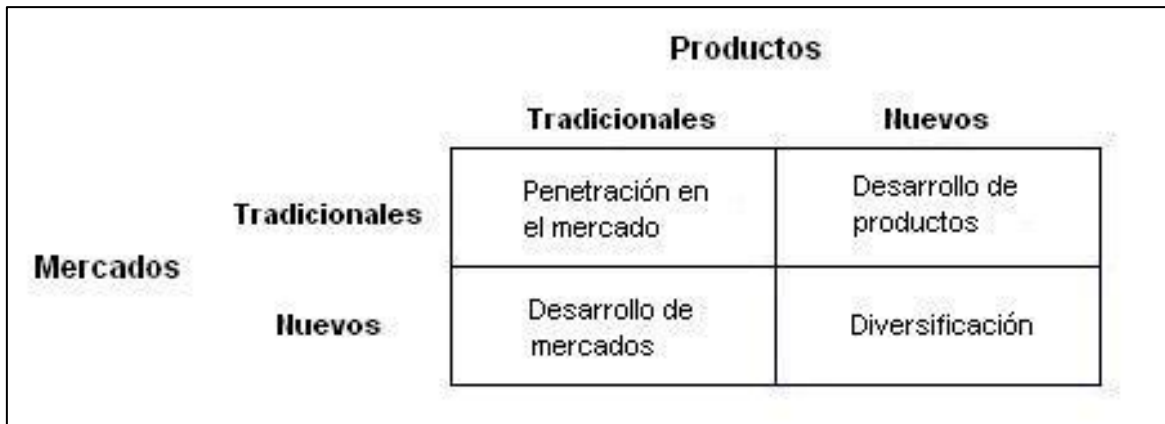 Productos
Tradicionales Nuevos
Tradicionales
Penetración en
el mercado
Desarrollo de
productos
Mercados
Nuevos
Desarrollo de
mercados
Diversificación